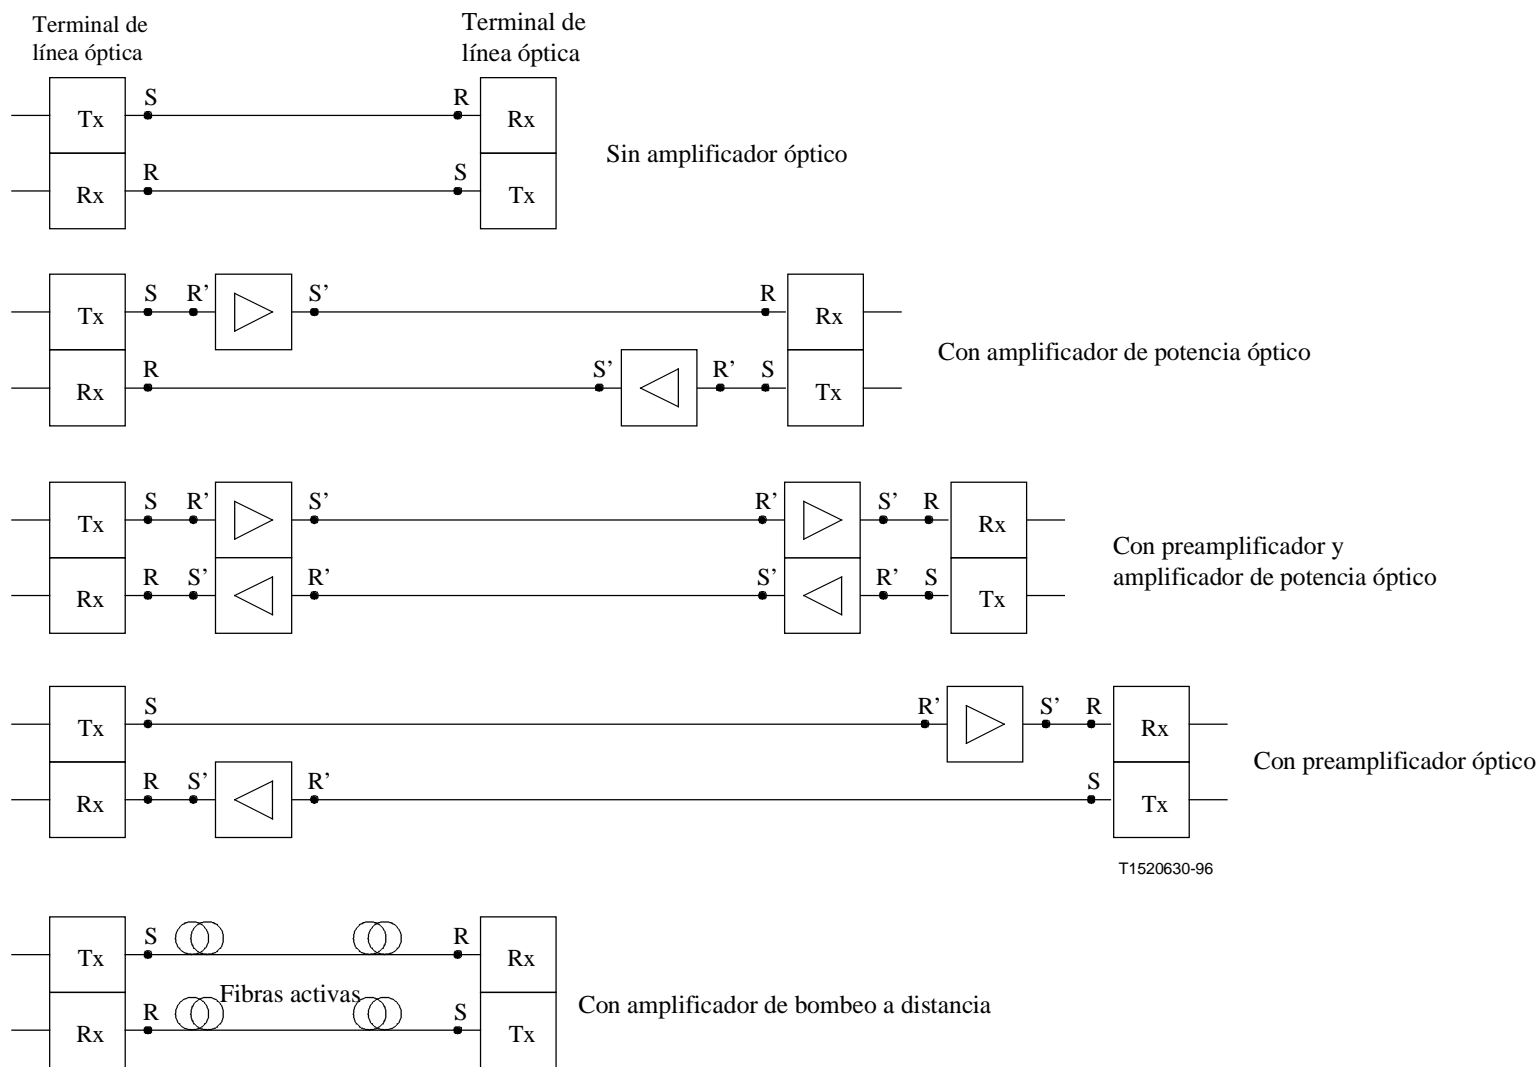 Terminal de
línea óptica
Terminal de
línea óptica
Tx S R Rx
Sin amplificador óptico
Rx R S Tx
Tx S R’ S’ R Rx
Con amplificador de potencia óptico
Rx R S’ R’ S Tx
Tx S R’ S’ R’ S’ R Rx
Con preamplificador y
amplificador de potencia óptico
Rx R S’ R’ S’ R’ S Tx
Tx S R’ S’ R Rx
Con preamplificador óptico
Rx R S’ R’ S Tx
T1520630-96
Tx S R Rx
Fibras activas
Con amplificador de bombeo a distancia
Rx R S Tx